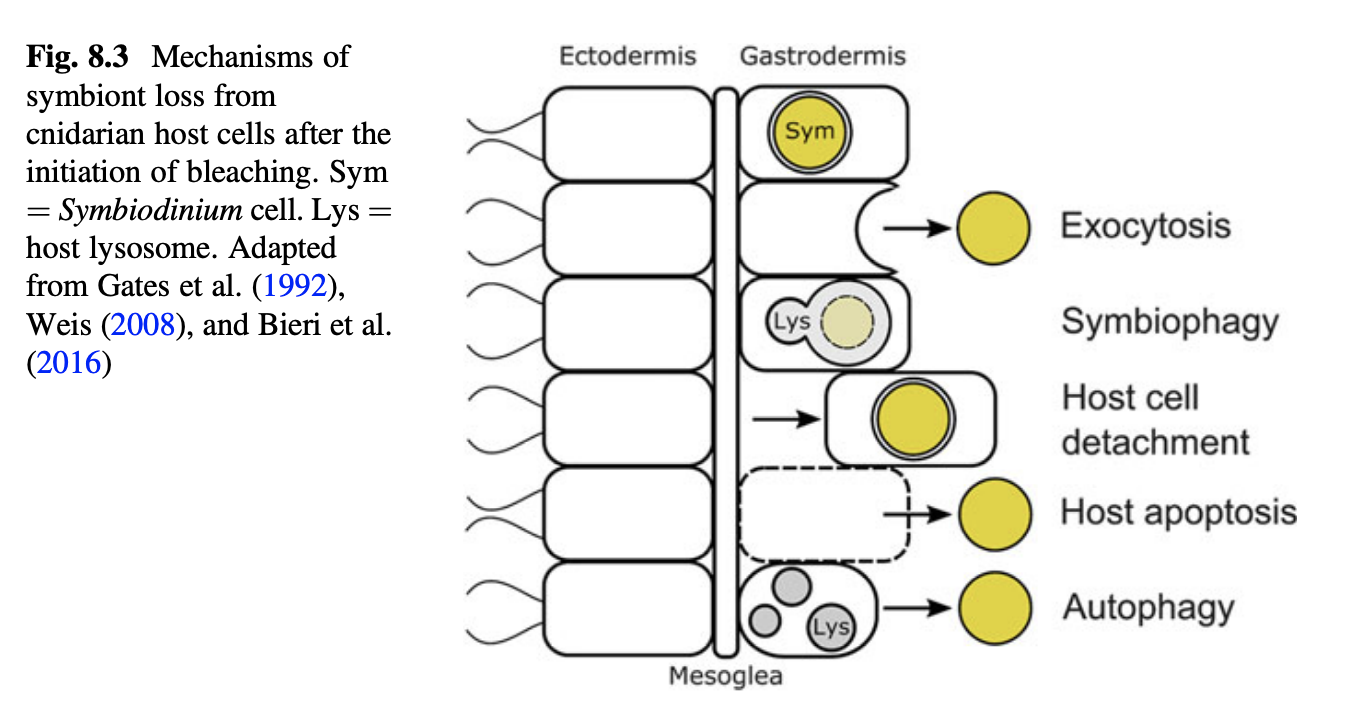 Fig. 8.3 Mechanisms of
symbiont loss from
cnidarian host cells after the
initiation of bleaching. Sym
= Symbiodinium cell. Lys =
host lysosome. Adapted
from Gates et al. (1992),
Weis (2008), and Bieri et al.
(2016)
Ectodermis
Gastrodermis
Sym
Exocytosis
Lys
Symbiophagy
Host cell
detachment
Host apoptosis
Lys
Autophagy
Mesoglea